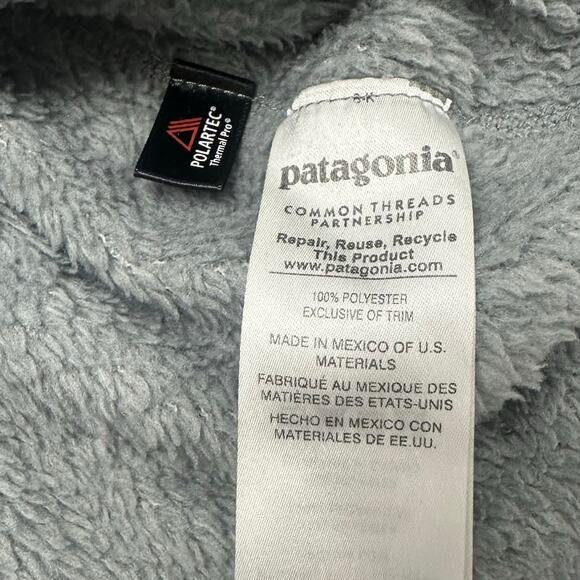 POLARTEC®
Thermal Pro®
patagonia®
COMMON THREADS
PARTNERSHIP
Repair, Reuse, Recycle
This Product
www.patagonia.com
100% POLYESTER
EXCLUSIVE OF TRIM
MADE IN MEXICO OF U.S.
MATERIALS
FABRIQUÉ AU MEXIQUE DES
MATIÈRES DES ETATS-UNIS
HECHO EN MEXICO CON
MATERIALES DE EE.UU.